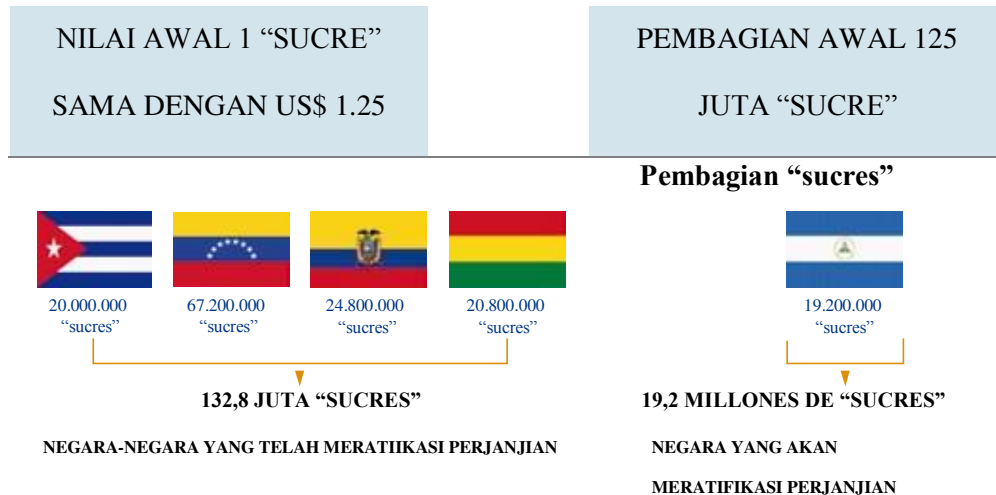 NILAI AWAL 1 “SUCRE”
SAMA DENGAN US$ 1.25
PEMBAGIAN AWAL 125
JUTA “SUCRE”
Pembagian “sucres”
20.000.000
“sucres”
67.200.000
“sucres”
24.800.000
“sucres”
20.800.000
“sucres”
19.200.000
“sucres”
132,8 JUTA “SUCRES”
19,2 MILLONES DE “SUCRES”
NEGARA-NEGARA YANG TELAH MERATIIKASI PERJANJIAN
NEGARA YANG AKAN
MERATIFIKASI PERJANJIAN